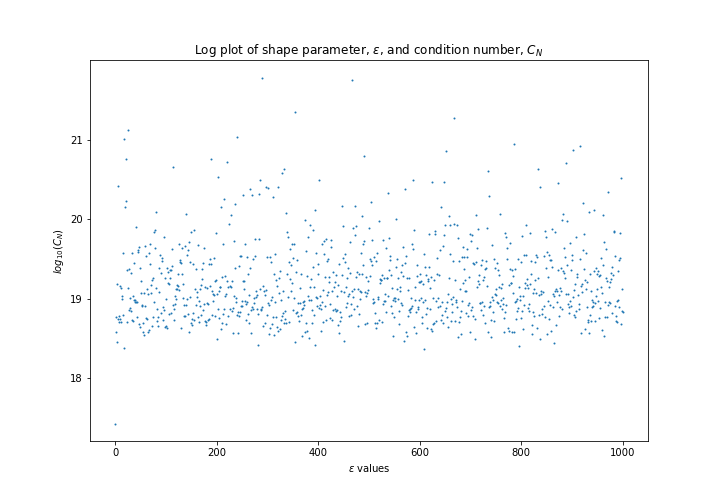 Log plot of shape parameter, ε, and condition number, C_N
log₁₀(C_N)
21
20
19
18
0 200 400 600 800 1000
ε values